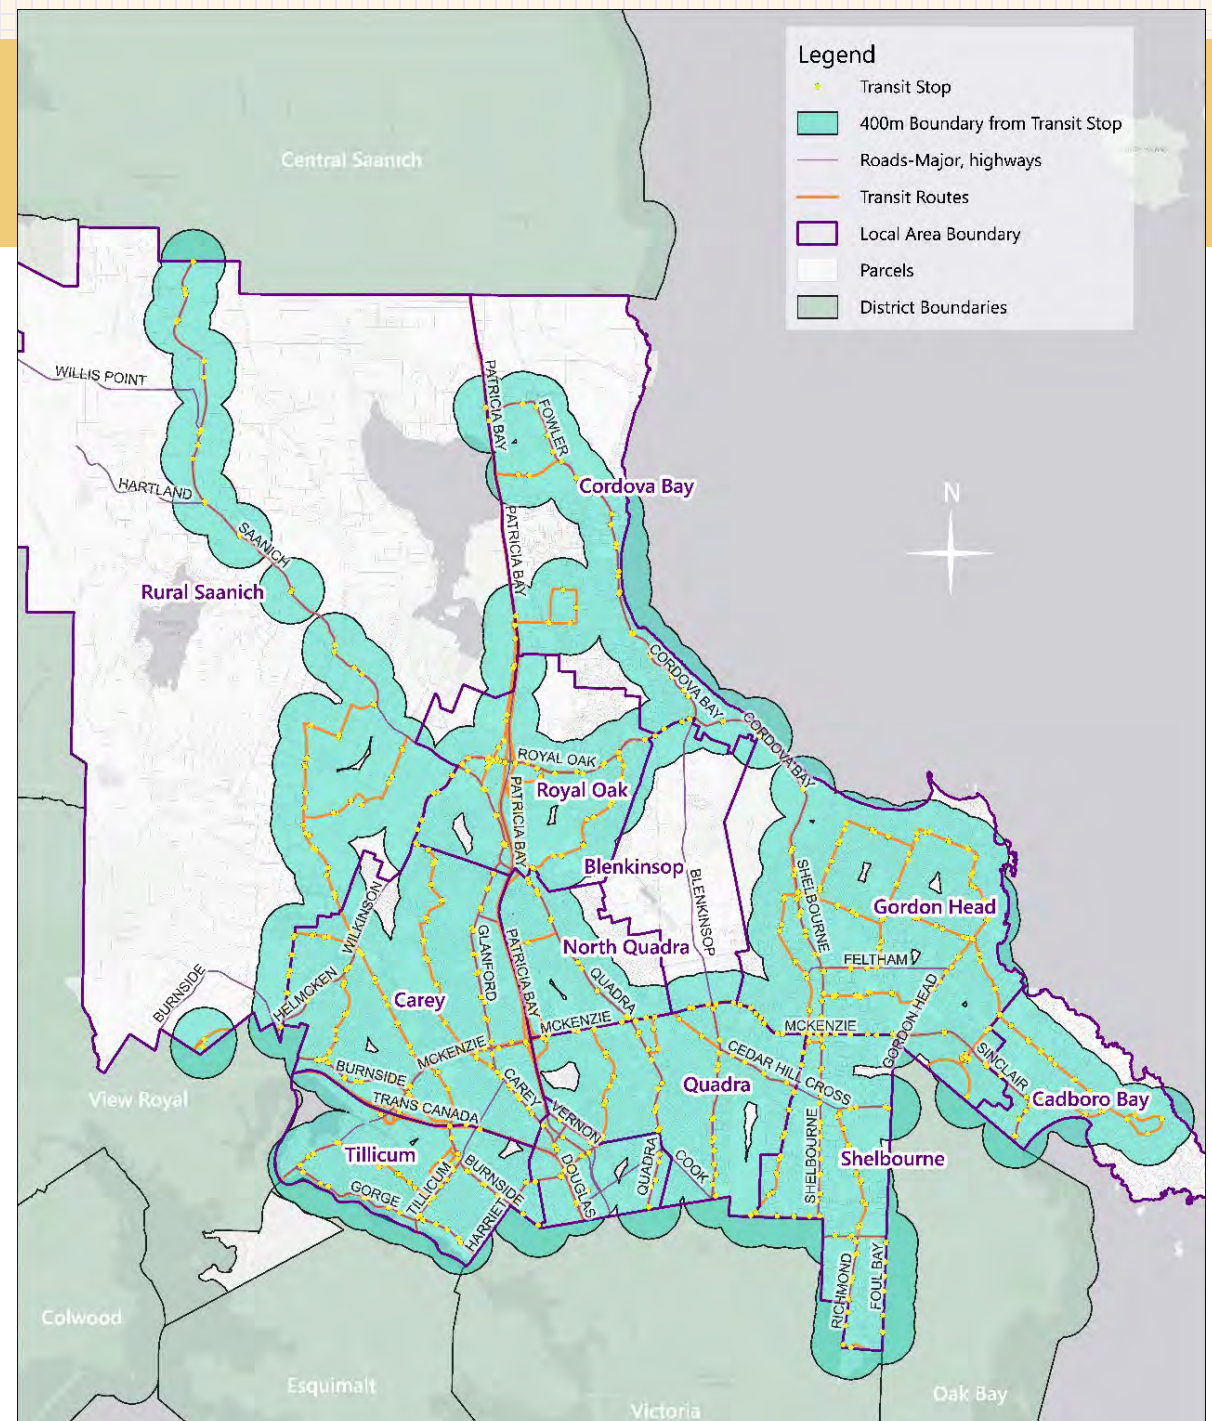 Legend
Transit Stop
400m Boundary from Transit Stop
Roads-Major, highways
Transit Routes
Local Area Boundary
Parcels
District Boundaries
Central Saanich
WILLIS POINT
PATRICIA BAY
FOWLER
HARTLAND
Cordova Bay
N
SAANICH
PATRICIA BAY
Rural Saanich
CORDOVA BAY
CORDOVA BAY
ROYAL OAK
PATRICIA BAY
Royal Oak
Blenkinsop
BLENKINSOP
SHELBOURNE
Gordon Head
WILKINSON
GLANFORD
PATRICIA BAY
North Quadra
FELTHAM
BURNSIDE
HELMCKEN
Carey
QUADRA
GORDON HEAD
MCKENZIE
MCKENZIE
MCKENZIE
BURNSIDE
CEDAR HILL CROSS
SINCLAIR
View Royal
TRANS CANADA
CAREY
VERNON
Quadra
Cadboro Bay
Tillicum
SHELBOURNE
Shelbourne
GORGE
TILLICUM
BURNSIDE
HARRIET
DOUGLAS
QUADRA
COOK
RICHMOND
FOUL BAY
Colwood
Esquimalt
Victoria
Oak Bay